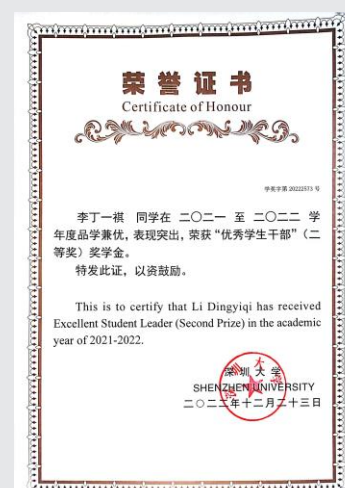 荣誉证书
Certificate of Honour
学奖字第 20222573 号
李丁一祺 同学在 二〇二一 至 二〇二二 学
年度品学兼优，表现突出，荣获“优秀学生干部”（二
等奖）奖学金。
特发此证，以资鼓励。
This is to certify that Li Dingyiqi has received
Excellent Student Leader (Second Prize) in the academic
year of 2021-2022.
深圳大学
SHENZHEN UNIVERSITY
二〇二二年十二月二十三日